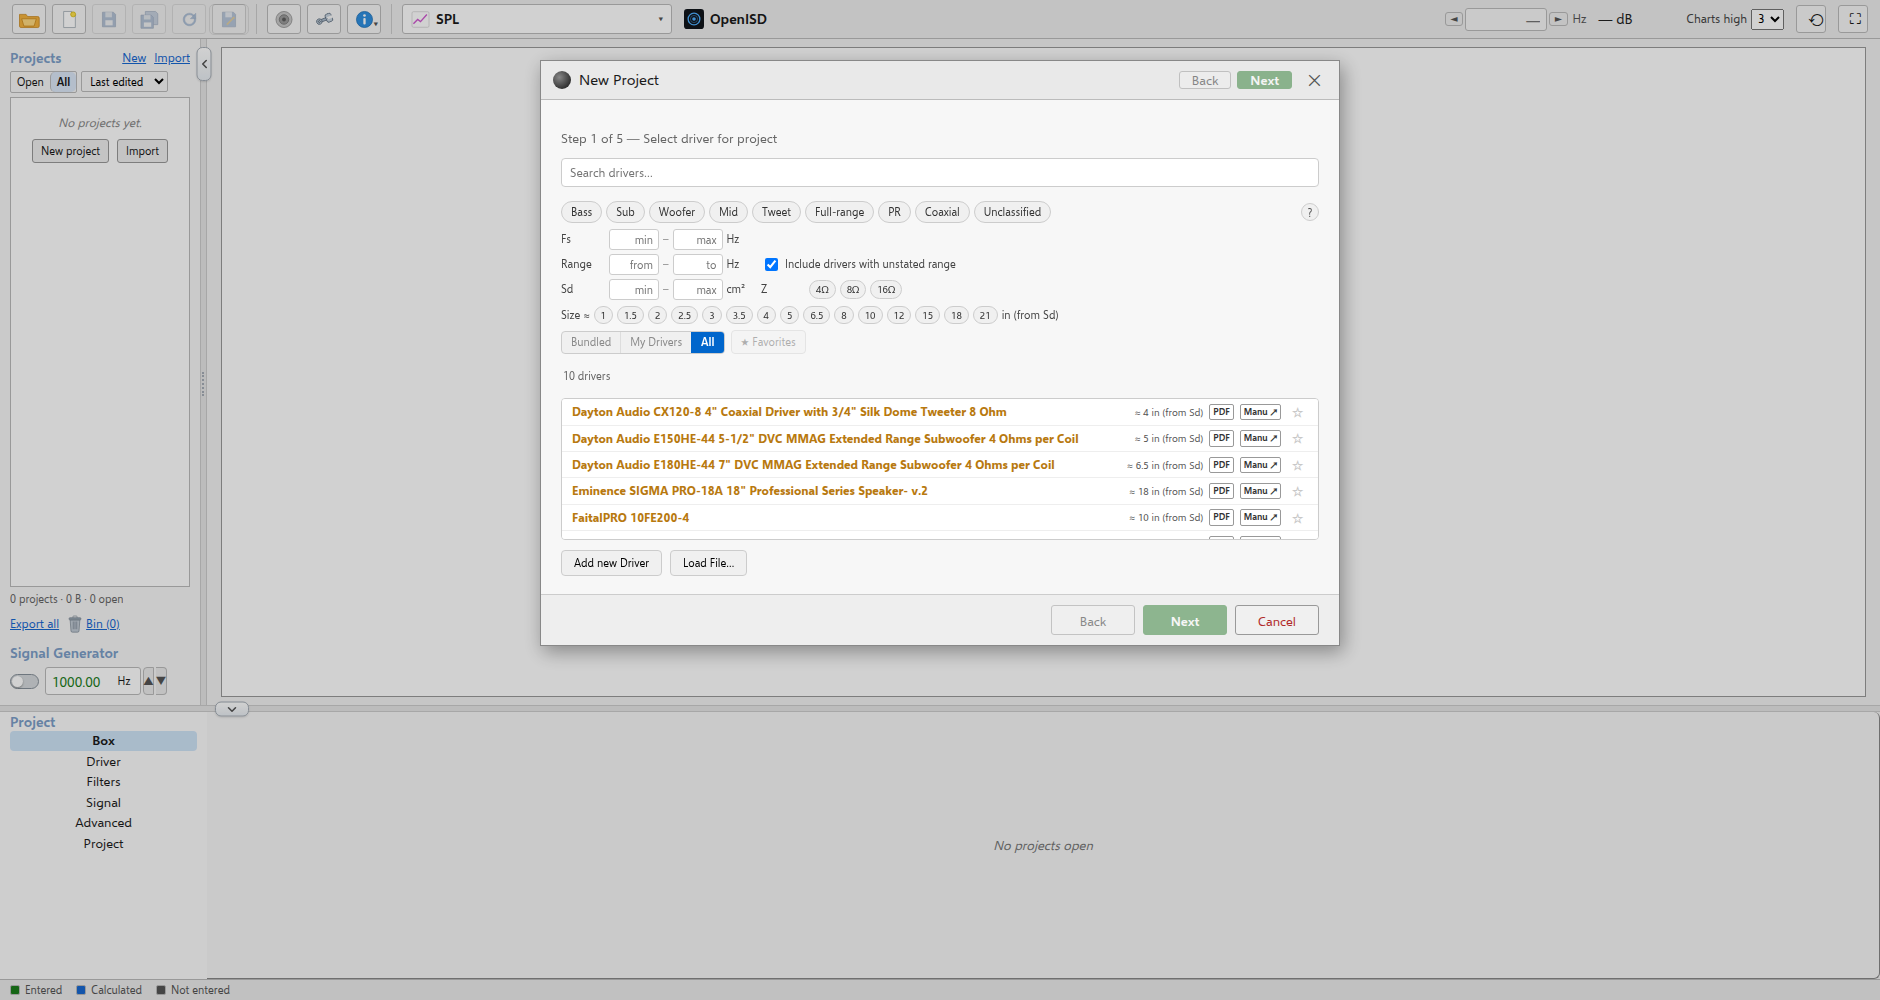 SPL
OpenISD
— Hz — dB
Charts high 3
Projects New Import
Open All Last edited
No projects yet.
New project Import
0 projects · 0 B · 0 open
Export all Bin (0)
Signal Generator
1000.00 Hz
Project
Box
Driver
Filters
Signal
Advanced
Project
New Project Back Next
Step 1 of 5 — Select driver for project
Search drivers...
Bass Sub Woofer Mid Tweet Full-range PR Coaxial Unclassified ?
Fs min – max Hz
Range from – to Hz Include drivers with unstated range
Sd min – max cm² Z 4Ω 8Ω 16Ω
Size ≈ 1 1.5 2 2.5 3 3.5 4 5 6.5 8 10 12 15 18 21 in (from Sd)
Bundled My Drivers All ★ Favorites
10 drivers
Dayton Audio CX120-8 4" Coaxial Driver with 3/4" Silk Dome Tweeter 8 Ohm ≈ 4 in (from Sd) PDF Manu ↗ ☆
Dayton Audio E150HE-44 5-1/2" DVC MMAG Extended Range Subwoofer 4 Ohms per Coil ≈ 5 in (from Sd) PDF Manu ↗ ☆
Dayton Audio E180HE-44 7" DVC MMAG Extended Range Subwoofer 4 Ohms per Coil ≈ 6.5 in (from Sd) PDF Manu ↗ ☆
Eminence SIGMA PRO-18A 18" Professional Series Speaker- v.2 ≈ 18 in (from Sd) PDF Manu ↗ ☆
FaitalPRO 10FE200-4 ≈ 10 in (from Sd) PDF Manu ↗ ☆
Add new Driver Load File...
Back Next Cancel
No projects open
Entered Calculated Not entered